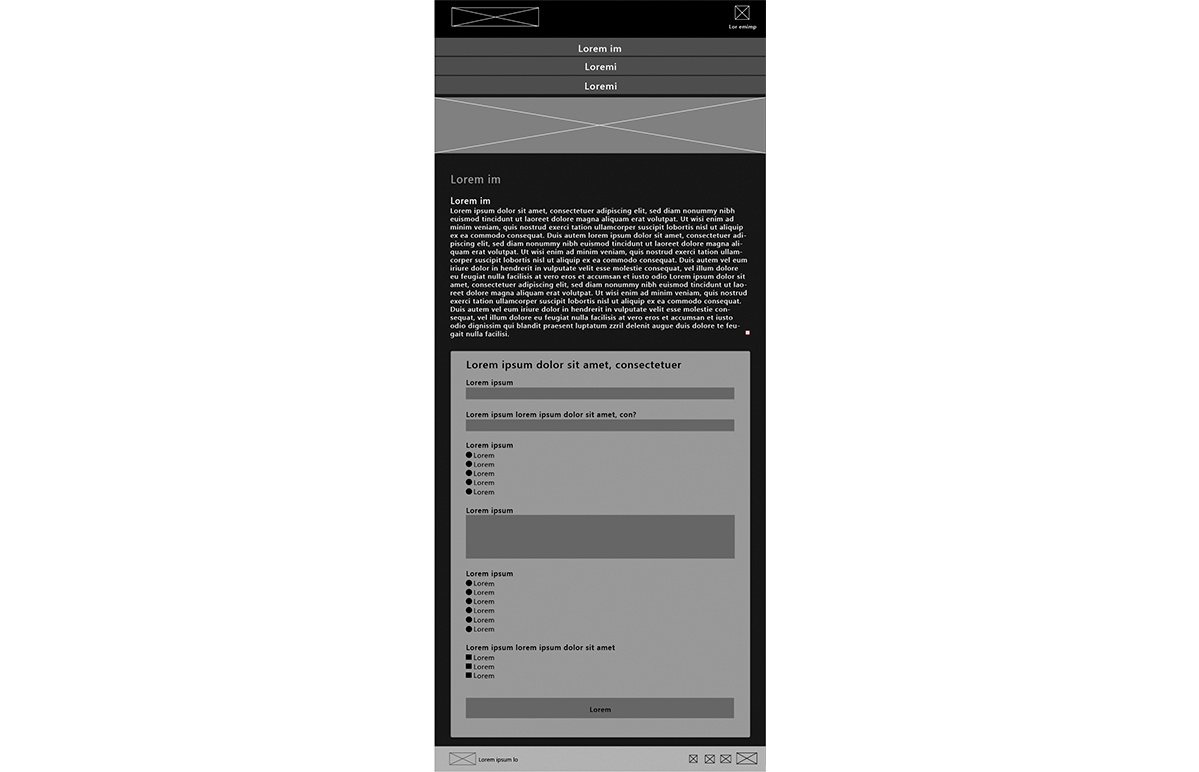 Lor emimp
Lorem im
Loremi
Loremi
Lorem im
Lorem im
Lorem ipsum dolor sit amet, consectetuer adipiscing elit, sed diam nonummy nibh
euismod tincidunt ut laoreet dolore magna aliquam erat volutpat. Ut wisi enim ad
minim veniam, quis nostrud exerci tation ullamcorper suscipit lobortis nisl ut aliquip
ex ea commodo consequat. Duis autem lorem ipsum dolor sit amet, consectetuer adi-
piscing elit, sed diam nonummy nibh euismod tincidunt ut laoreet dolore magna ali-
quam erat volutpat. Ut wisi enim ad minim veniam, quis nostrud exerci tation ullam-
corper suscipit lobortis nisl ut aliquip ex ea commodo consequat. Duis autem vel eum
iriure dolor in hendrerit in vulputate velit esse molestie consequat, vel illum dolore
eu feugiat nulla facilisis at vero eros et accumsan et iusto odio Lorem ipsum dolor sit
amet, consectetuer adipiscing elit, sed diam nonummy nibh euismod tincidunt ut lao-
reet dolore magna aliquam erat volutpat. Ut wisi enim ad minim veniam, quis nostrud
exerci tation ullamcorper suscipit lobortis nisl ut aliquip ex ea commodo consequat.
Duis autem vel eum iriure dolor in hendrerit in vulputate velit esse molestie con-
sequat, vel illum dolore eu feugiat nulla facilisis at vero eros et accumsan et iusto
odio dignissim qui blandit praesent luptatum zzril delenit augue duis dolore te feu-
gait nulla facilisi.
Lorem ipsum dolor sit amet, consectetuer
Lorem ipsum
Lorem ipsum lorem ipsum dolor sit amet, con?
Lorem ipsum
Lorem
Lorem
Lorem
Lorem
Lorem
Lorem ipsum
Lorem ipsum
Lorem
Lorem
Lorem
Lorem
Lorem
Lorem
Lorem ipsum lorem ipsum dolor sit amet
Lorem
Lorem
Lorem
Lorem
Lorem ipsum lo